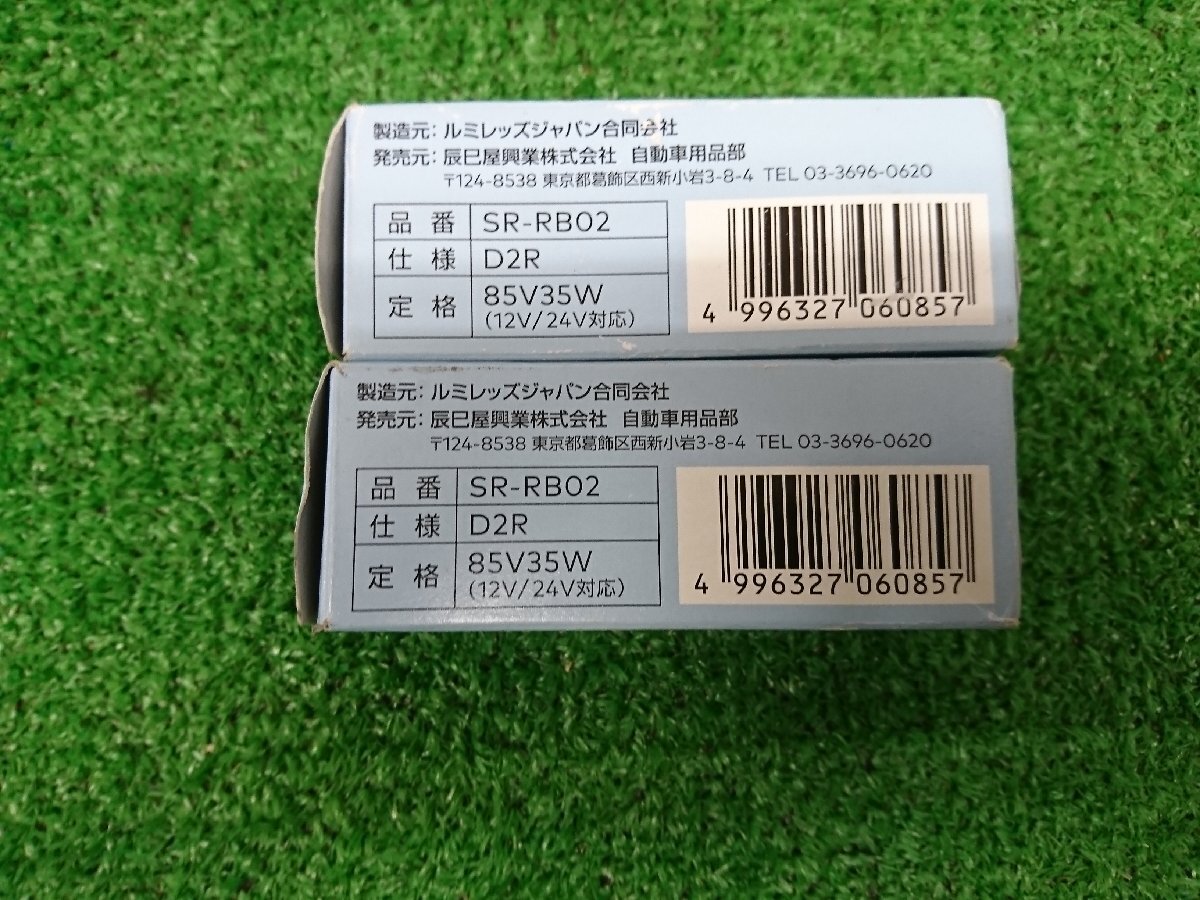 製造元：ルミレッズジャパン合同会社
発売元：辰巳屋興業株式会社 自動車用品部
〒124-8538 東京都葛飾区西新小岩3-8-4 TEL 03-3696-0620
品番 SR-RB02
仕様 D2R
定格 85V35W
(12V/24V対応)
4 996327 060857
製造元：ルミレッズジャパン合同会社
発売元：辰巳屋興業株式会社 自動車用品部
〒124-8538 東京都葛飾区西新小岩3-8-4 TEL 03-3696-0620
品番 SR-RB02
仕様 D2R
定格 85V35W
(12V/24V対応)
4 996327 060857